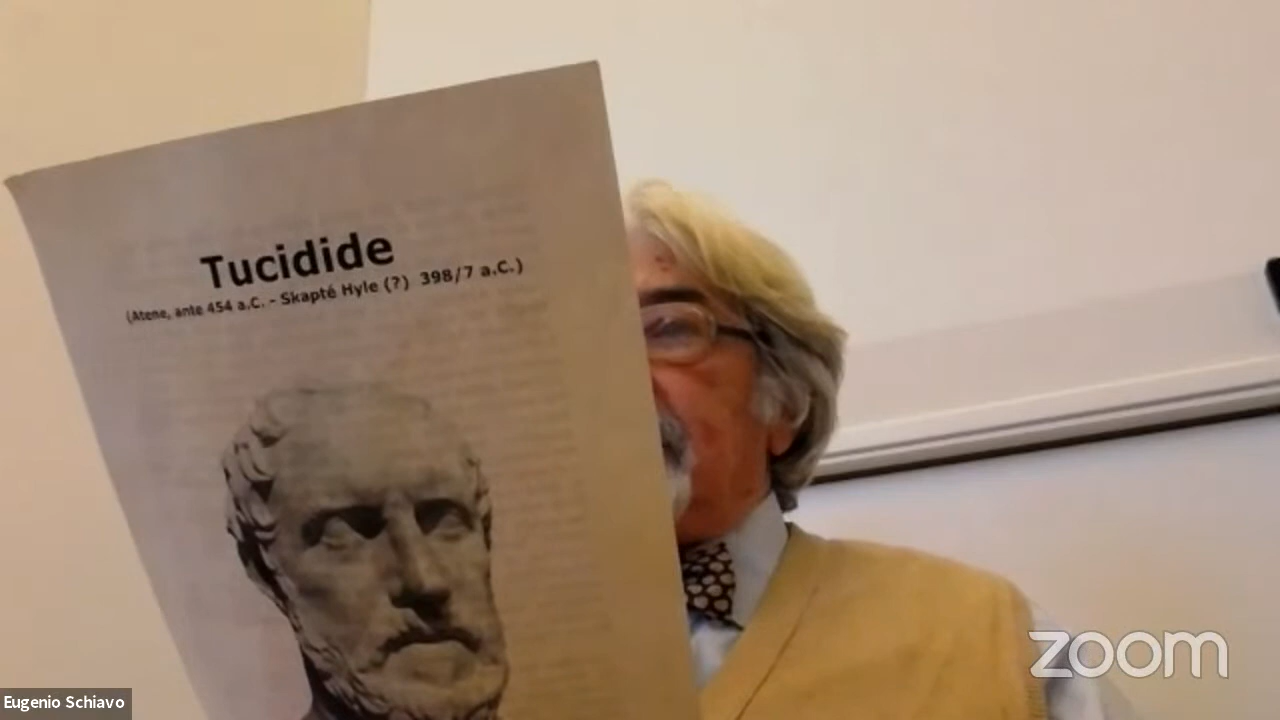 Tucidide
(Atene, ante 454 a.C. - Skapté Hyle (?) 398/7 a.C.)
zoom
Eugenio Schiavo